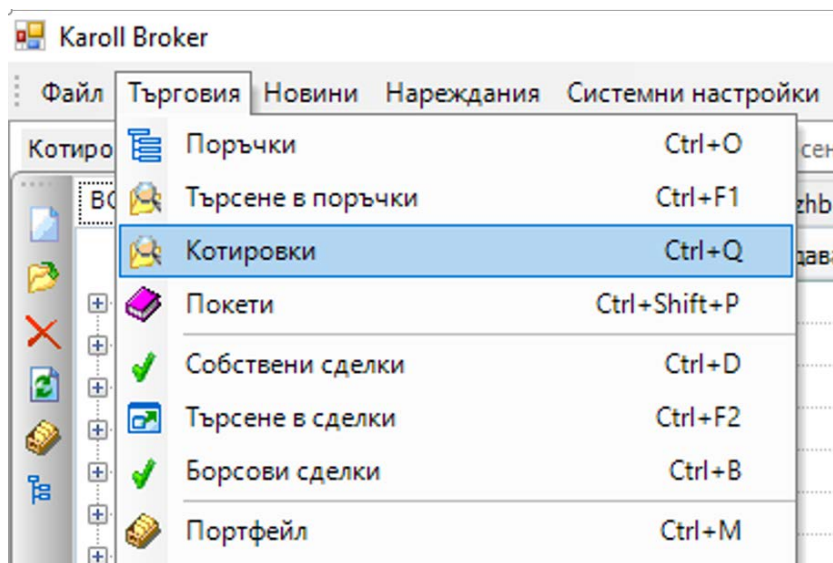 Karoll Broker
Файл Търговия Новини Нареждания Системни настройки
Поръчки Ctrl+O
Търсене в поръчки Ctrl+F1
Котировки Ctrl+Q
Покети Ctrl+Shift+P
Собствени сделки Ctrl+D
Търсене в сделки Ctrl+F2
Борсови сделки Ctrl+B
Портфейл Ctrl+M